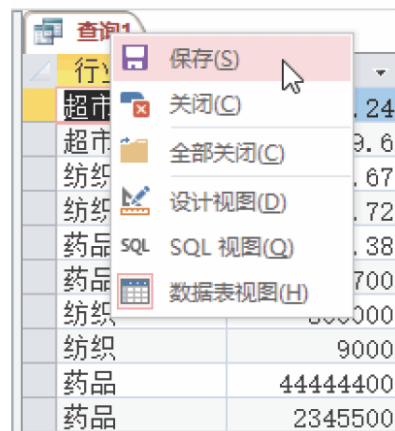 查询1
行业
保存(S)
超市 .24
关闭(C)
超市 9.6
全部关闭(C)
纺织 .67
纺织 .72
设计视图(D)
药品 .38
SQL SQL 视图(Q)
药品 700
数据表视图(H)
纺织 000
纺织 9000
药品 44444400
药品 2345500